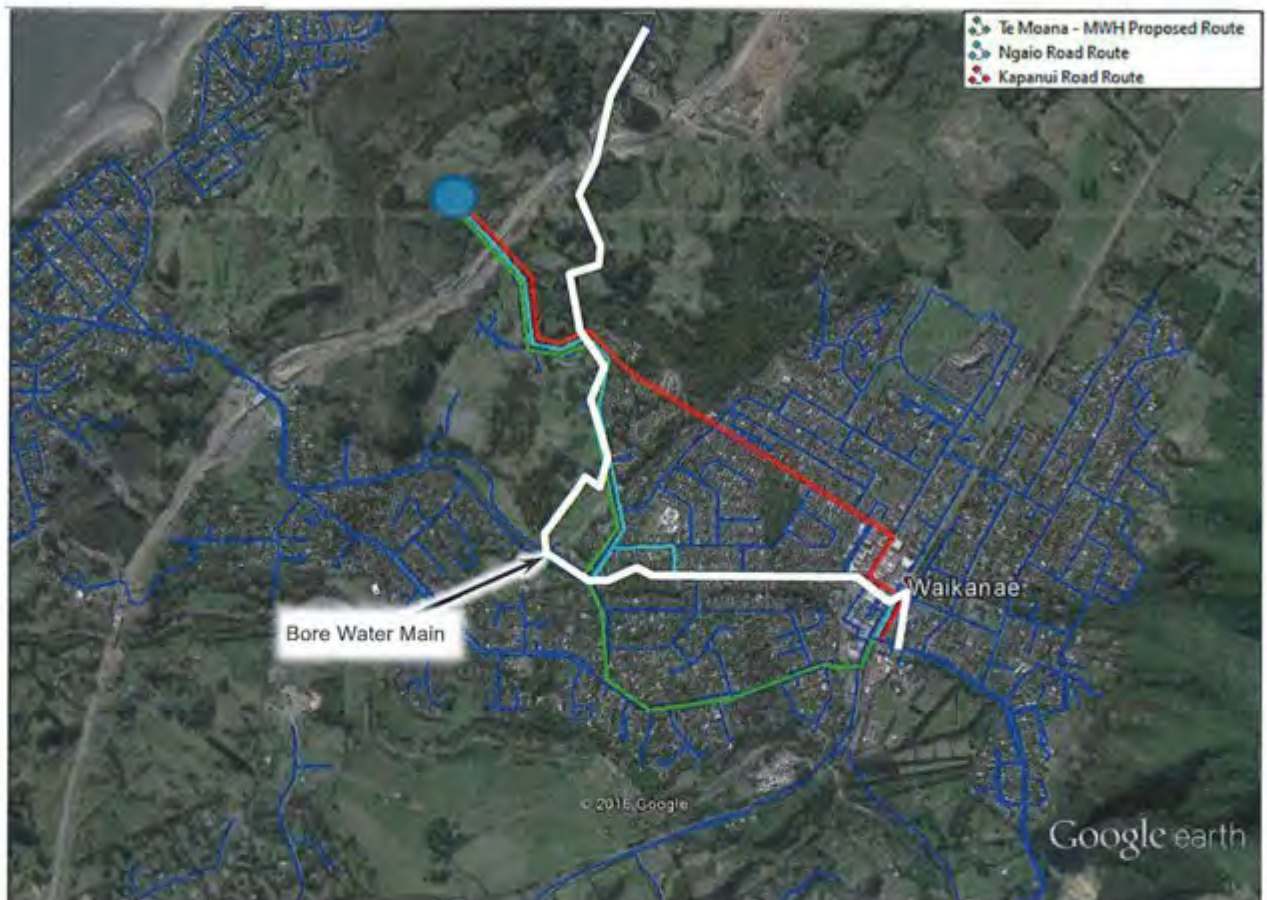 Te Moana - MWH Proposed Route
Ngaio Road Route
Kapanui Road Route
Waikanae
Bore Water Main
© 2016 Google
Google earth